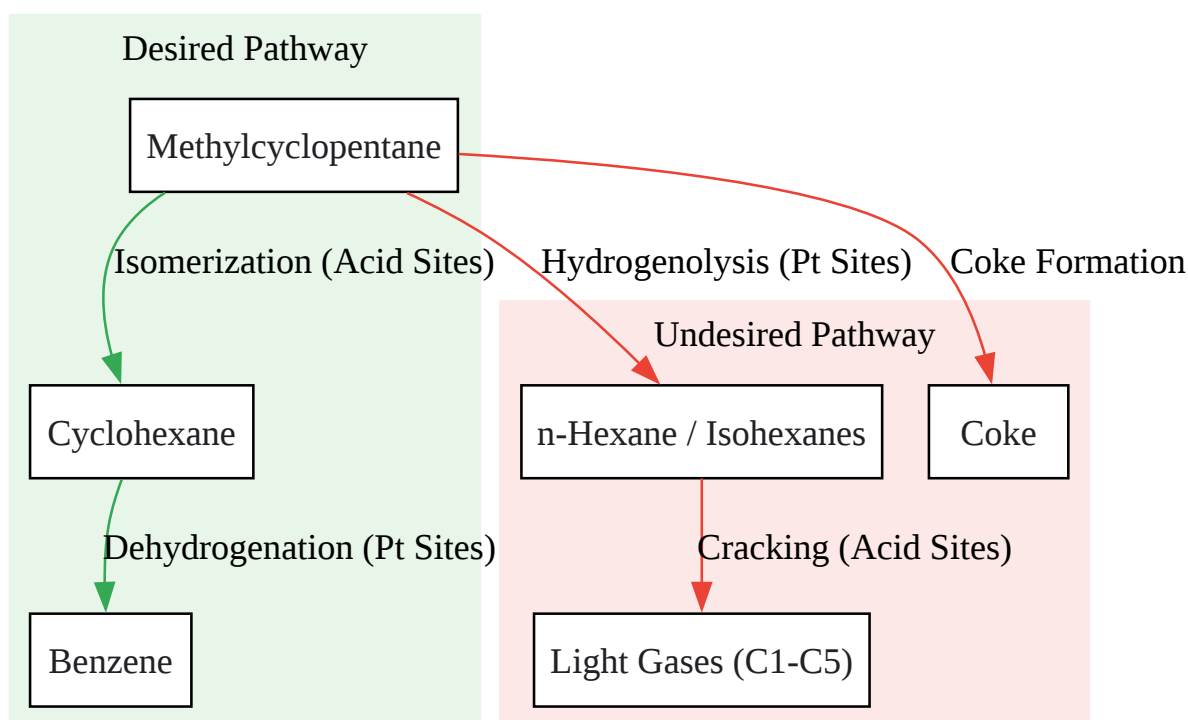 Desired Pathway
Methylcyclopentane
Isomerization (Acid Sites)
Hydrogenolysis (Pt Sites)
Coke Formation
Undesired Pathway
Cyclohexane
n-Hexane / Isohexanes
Coke
Dehydrogenation (Pt Sites)
Cracking (Acid Sites)
Benzene
Light Gases (C1-C5)